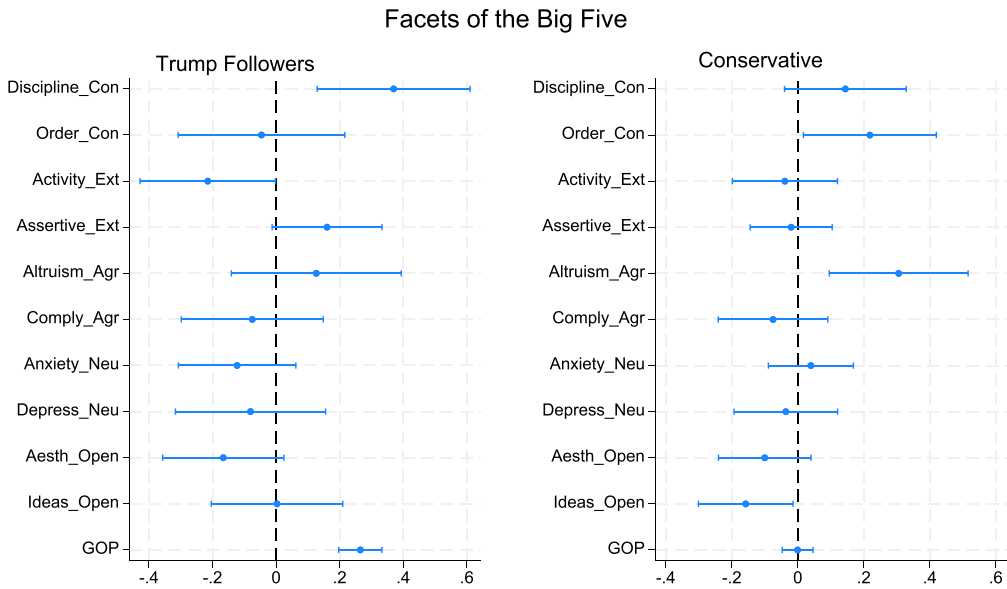 Facets of the Big Five
Trump Followers
Discipline_Con
Order_Con
Activity_Ext
Assertive_Ext
Altruism_Agr
Comply_Agr
Anxiety_Neu
Depress_Neu
Aesth_Open
Ideas_Open
GOP
-.4 -.2 0 .2 .4 .6
Conservative
Discipline_Con
Order_Con
Activity_Ext
Assertive_Ext
Altruism_Agr
Comply_Agr
Anxiety_Neu
Depress_Neu
Aesth_Open
Ideas_Open
GOP
-.4 -.2 0 .2 .4 .6